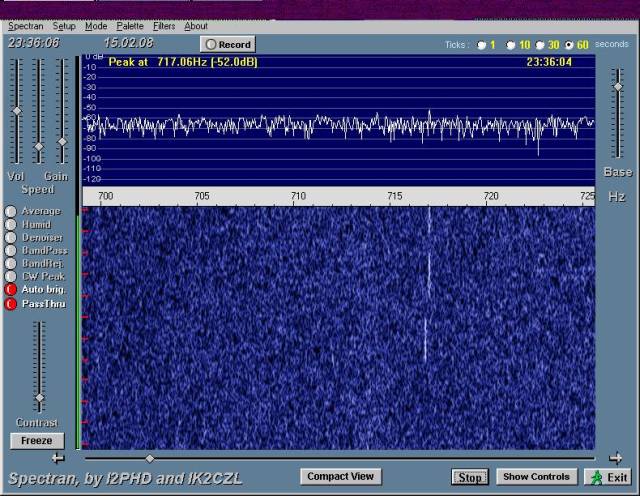 Spectran Setup Mode Palette Filters About
23:36:06 15.02.08 Record Ticks : 1 10 30 60 seconds
0 dB Peak at 717.06Hz (-52.0dB) 23:36:04
-10
-20
-30
-40
-50
-60
-70
-80
-90
-100
-110
-120
Vol Gain
Speed
Base
700 705 710 715 720 725 Hz
Average
Humid
Denoiser
BandPass
BandRej.
CW Peak
Auto brig.
PassThru
Contrast
Freeze
Spectran, by I2PHD and IK2CZL Compact View Stop Show Controls Exit